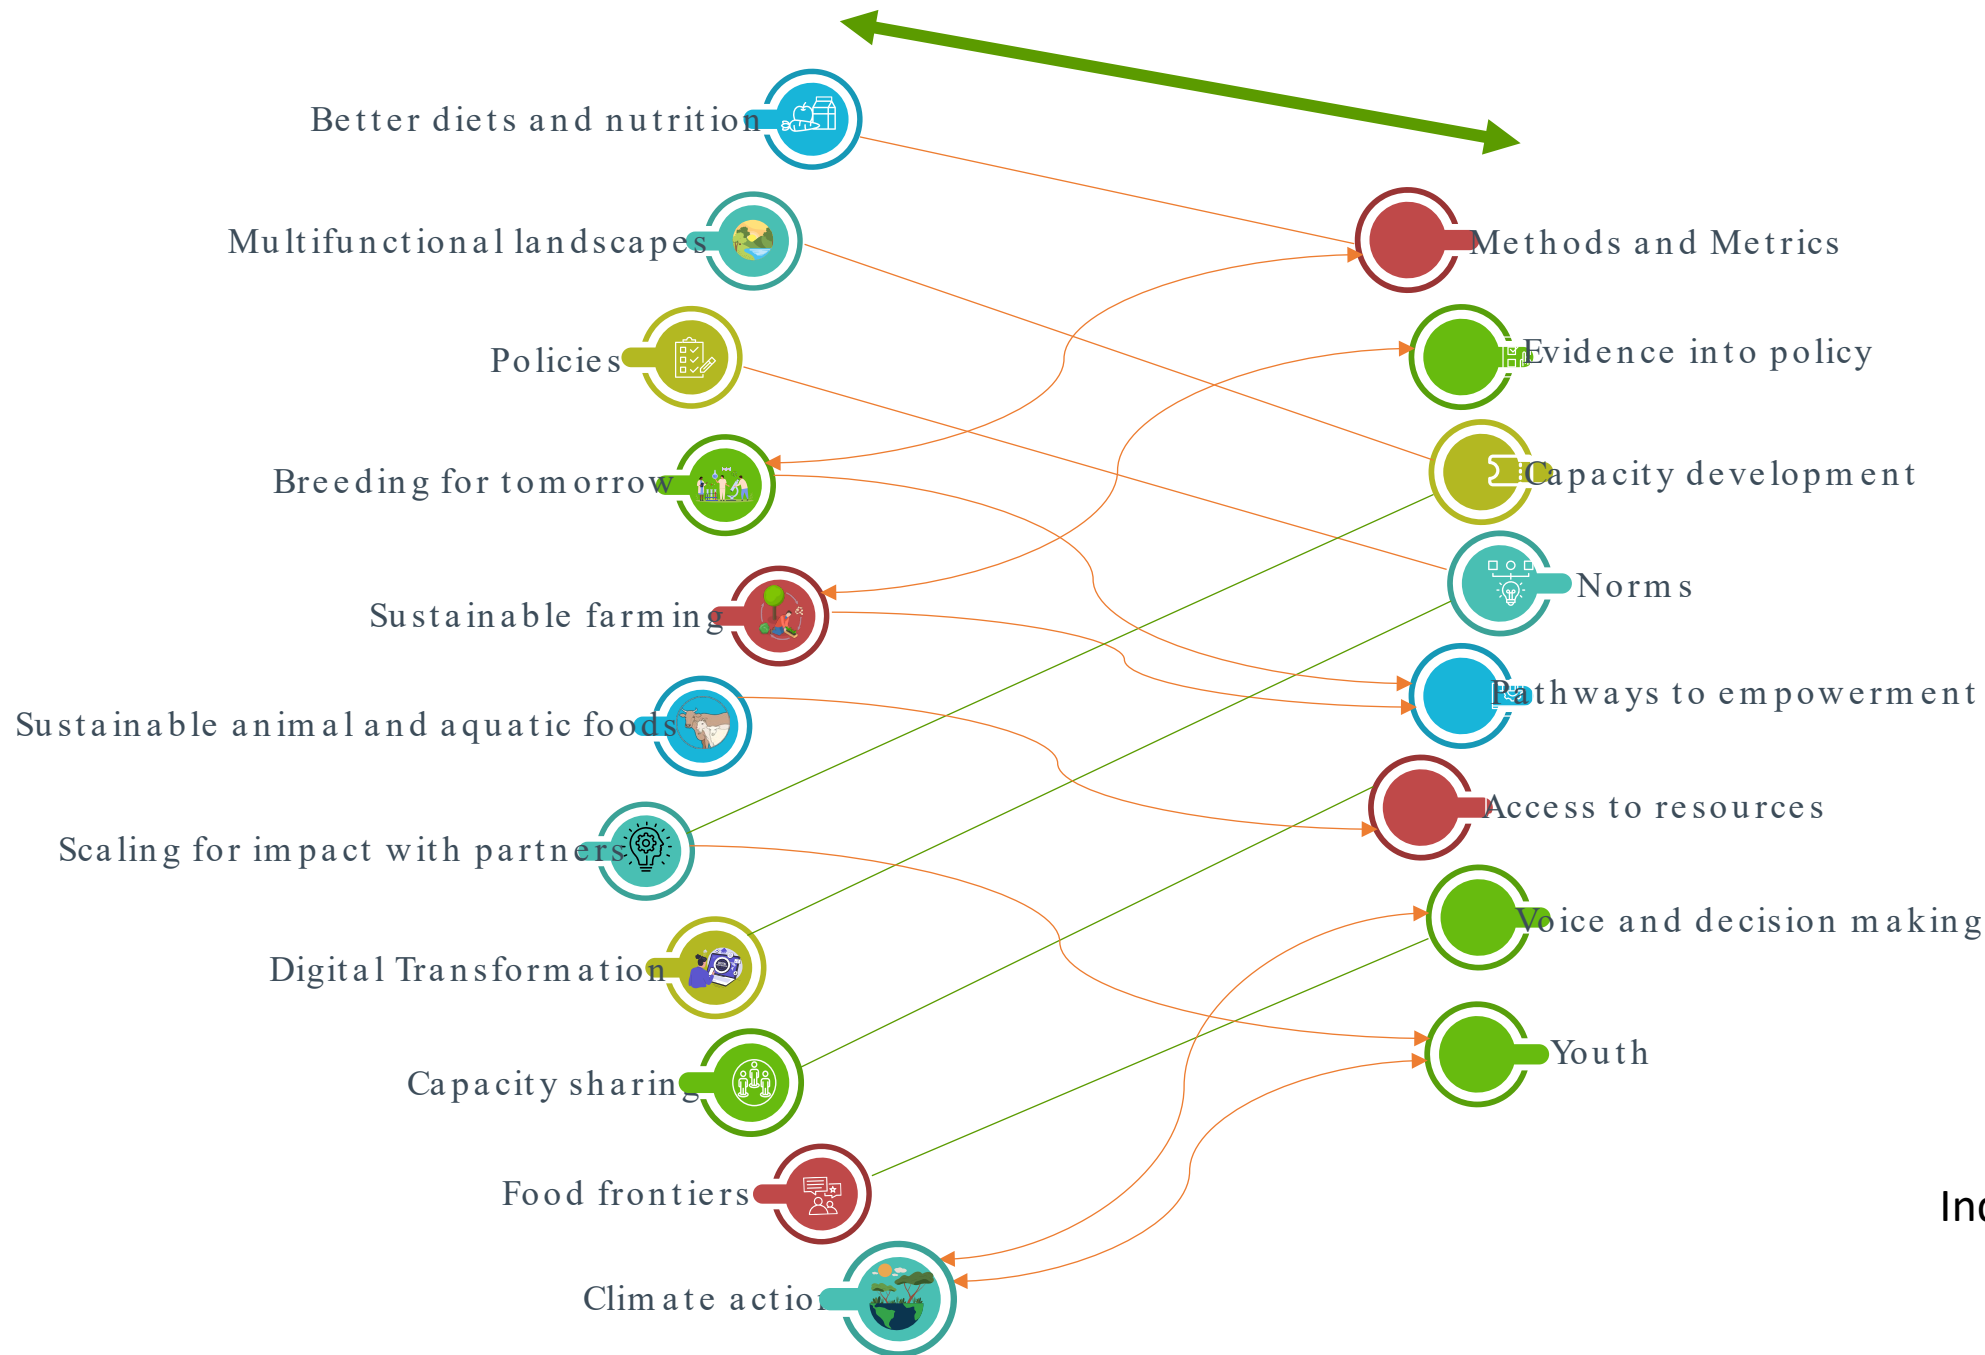 Better diets and nutrition
Multifunctional landscapes
Policies
Breeding for tomorrow
Sustainable farming
Sustainable animal and aquatic foods
Scaling for impact with partners
Digital Transformation
Capacity sharing
Food frontiers
Climate action
Methods and Metrics
Evidence into policy
Capacity development
Norms
Pathways to empowerment
Access to resources
Voice and decision making
Youth